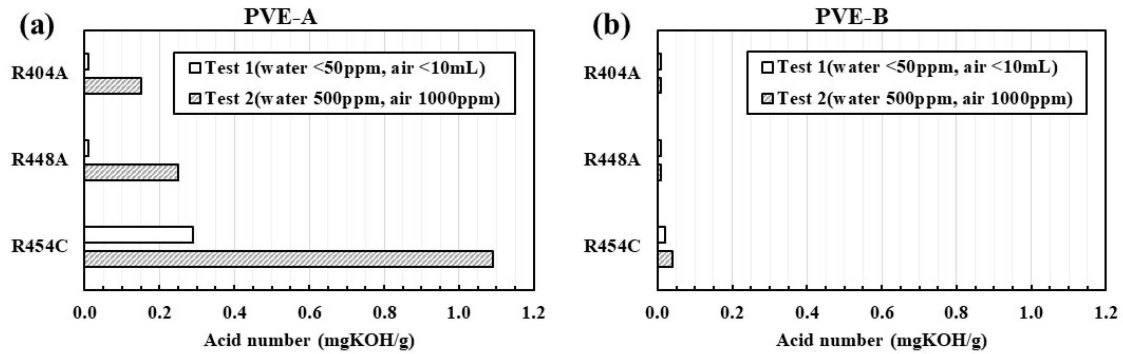 (a)
PVE-A
R404A
R448A
R454C
Test 1(water <50ppm, air <10mL)
Test 2(water 500ppm, air 1000ppm)
0.0 0.2 0.4 0.6 0.8 1.0 1.2
Acid number (mgKOH/g)
(b)
PVE-B
R404A
R448A
R454C
Test 1(water <50ppm, air <10mL)
Test 2(water 500ppm, air 1000ppm)
0.0 0.2 0.4 0.6 0.8 1.0 1.2
Acid number (mgKOH/g)